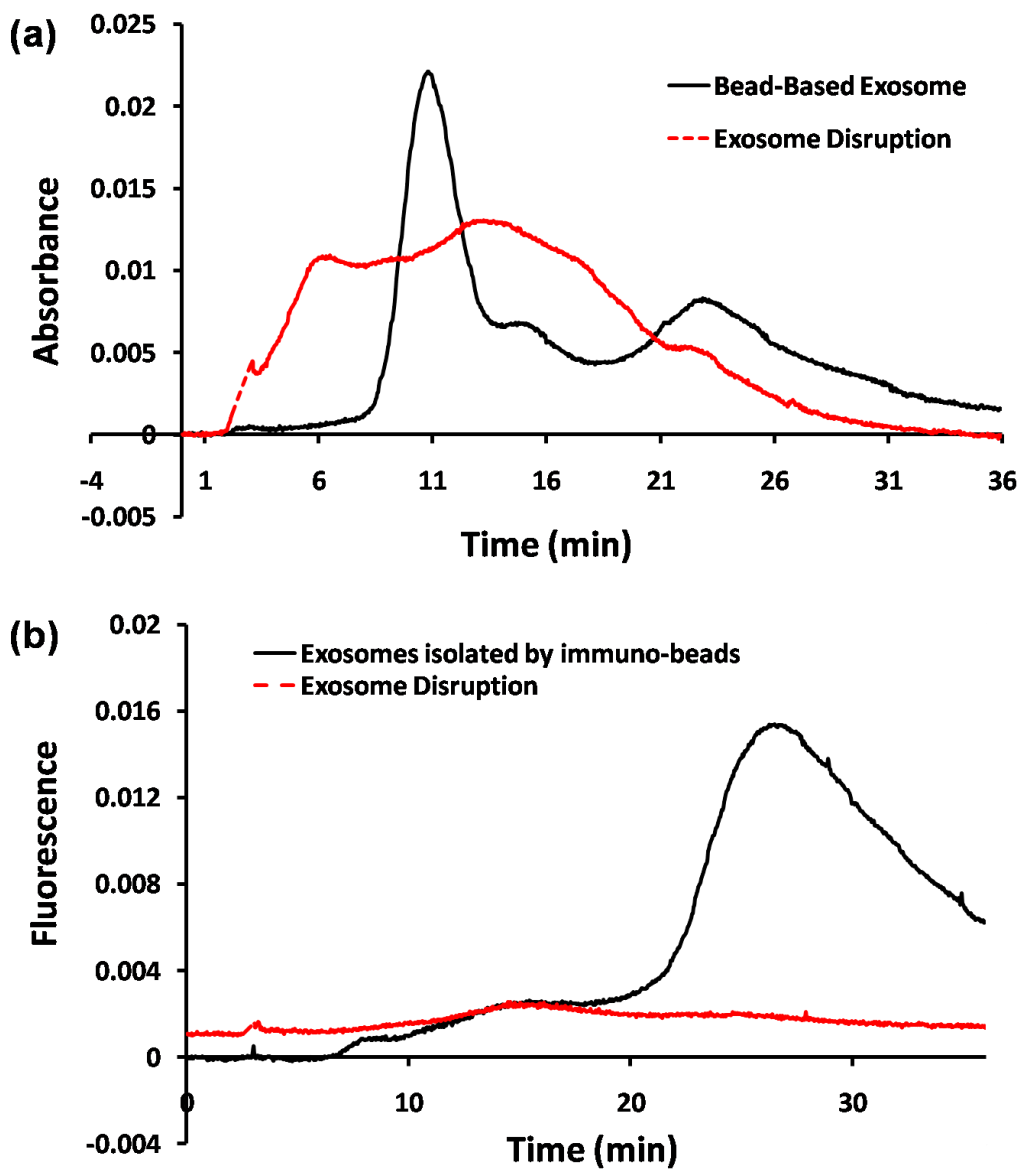 (a)
0.025
0.02
0.015
0.01
0.005
0
-0.005
Absorbance
Bead-Based Exosome
Exosome Disruption
-4 1 6 11 16 21 26 31 36
Time (min)
(b)
0.02
0.016
0.012
0.008
0.004
0
-0.004
Fluorescence
Exosomes isolated by immuno-beads
Exosome Disruption
0 10 20 30
Time (min)